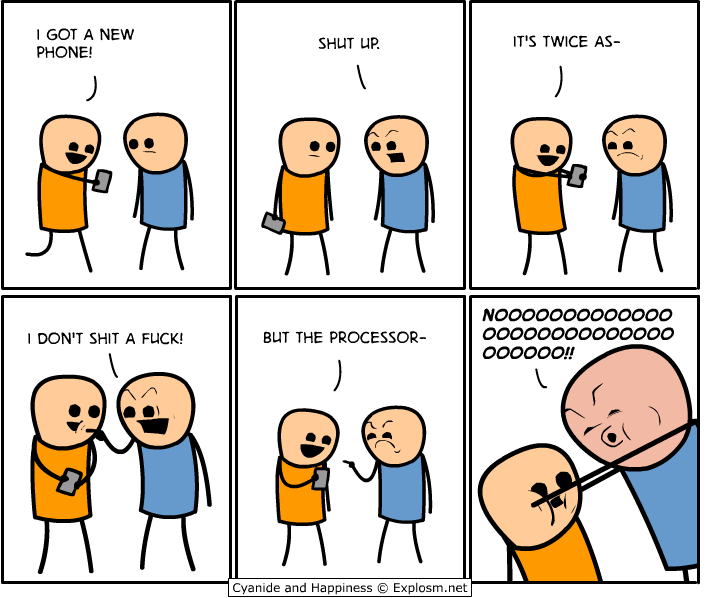 I GOT A NEW
PHONE!
SHUT UP.
IT'S TWICE AS-
I DON'T SHIT A FUCK!
BUT THE PROCESSOR-
NOOOOOOOOOOOOO
OOOOOOOOOOOOOO
OOOOOO!!
Cyanide and Happiness © Explosm.net